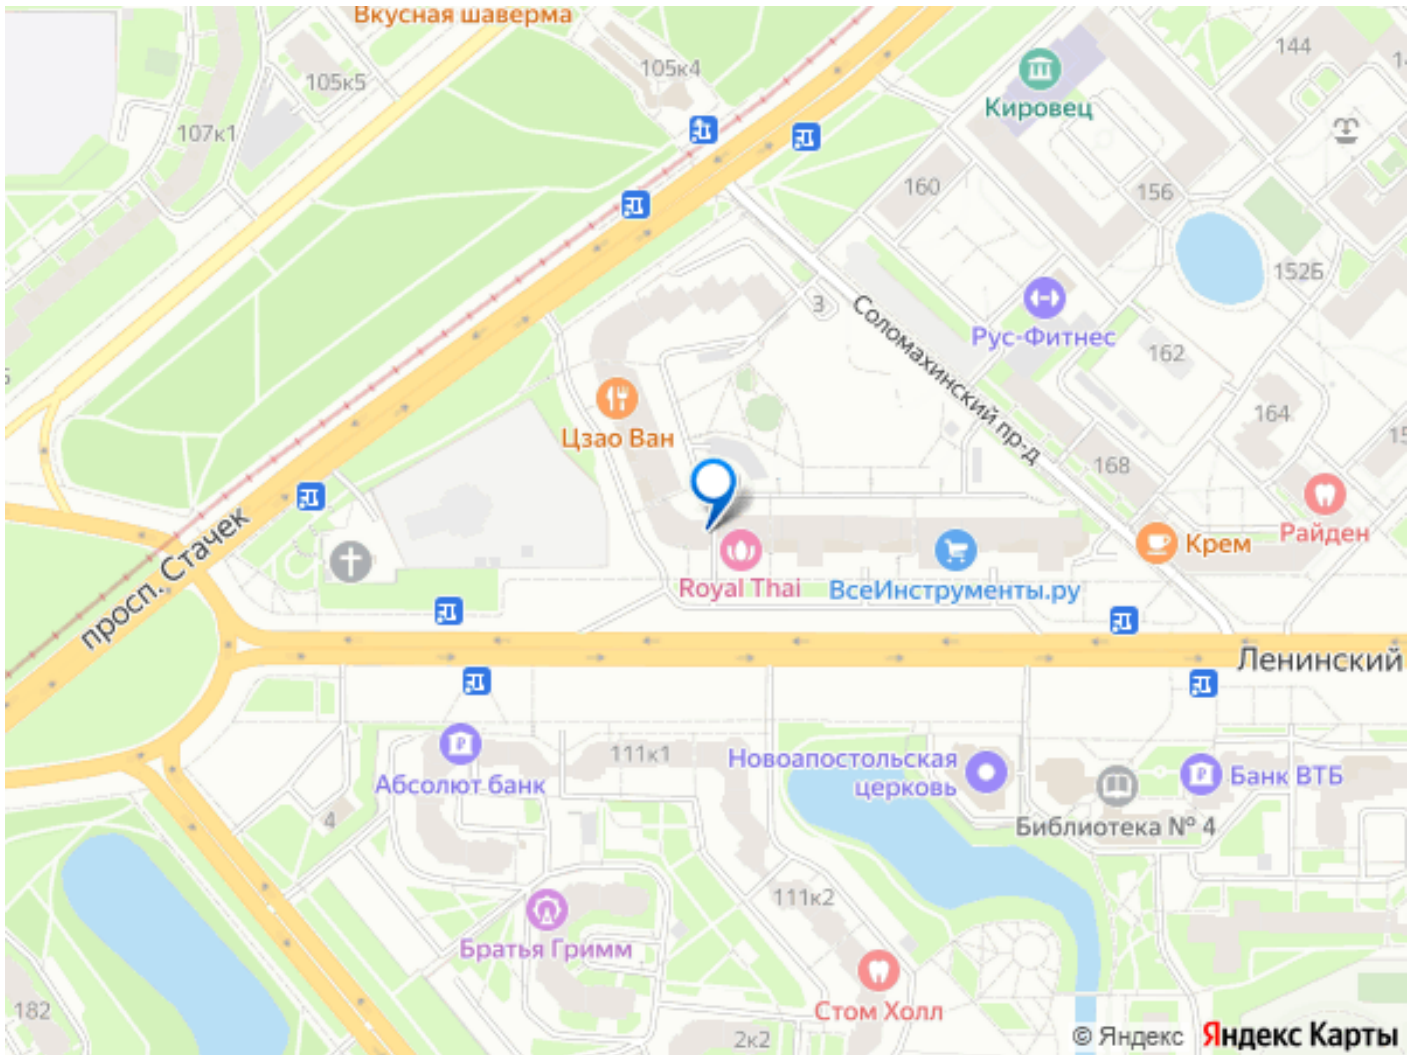 Вкусная шаверма
105к4
105к5
107к1
144
Кировец
160
156
152Б
3
Соломахинский пр-д
Рус-Фитнес
162
164
Цзао Ван
168
Райден
просп. Стачек
Крем
Royal Thai
ВсеИнструменты.ру
Ленинский
111к1
Абсолют банк
Новоапостольская
церковь
Банк ВТБ
Библиотека № 4
4
111к2
Братья Гримм
Стом Холл
182
2к2
© Яндекс
Яндекс Карты